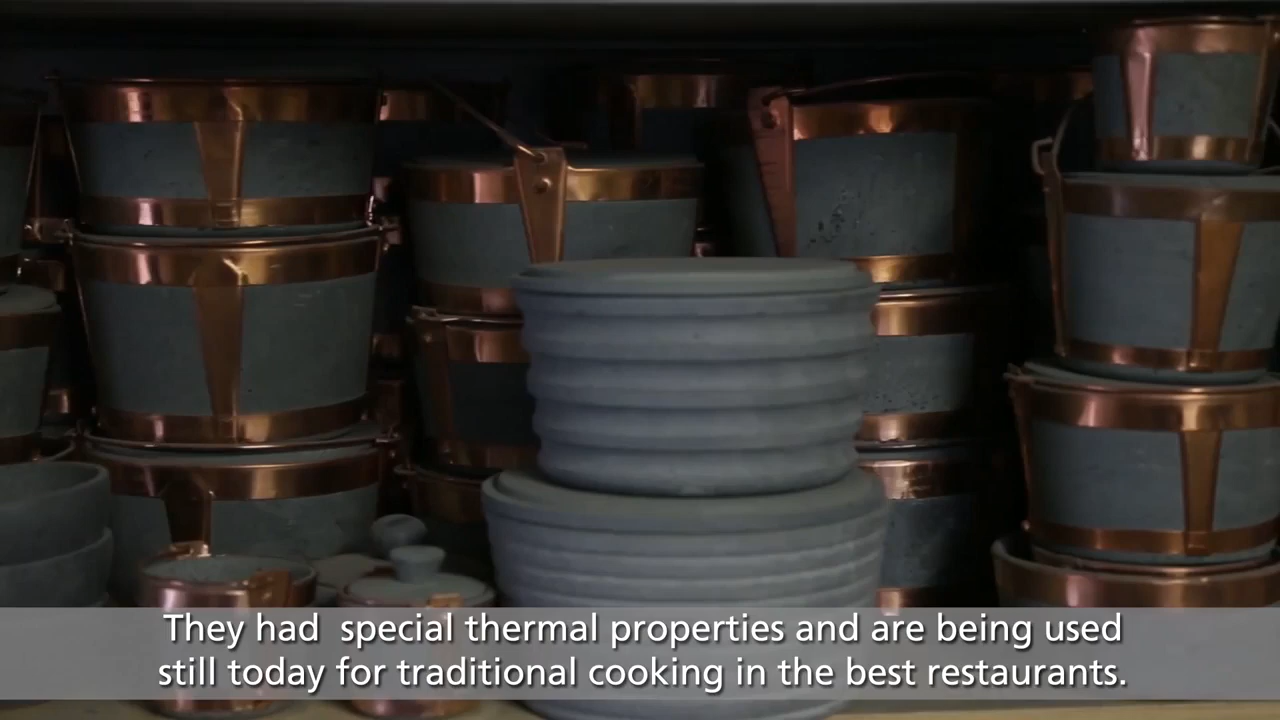 They had  special thermal properties and are being used
still today for traditional cooking in the best restaurants.